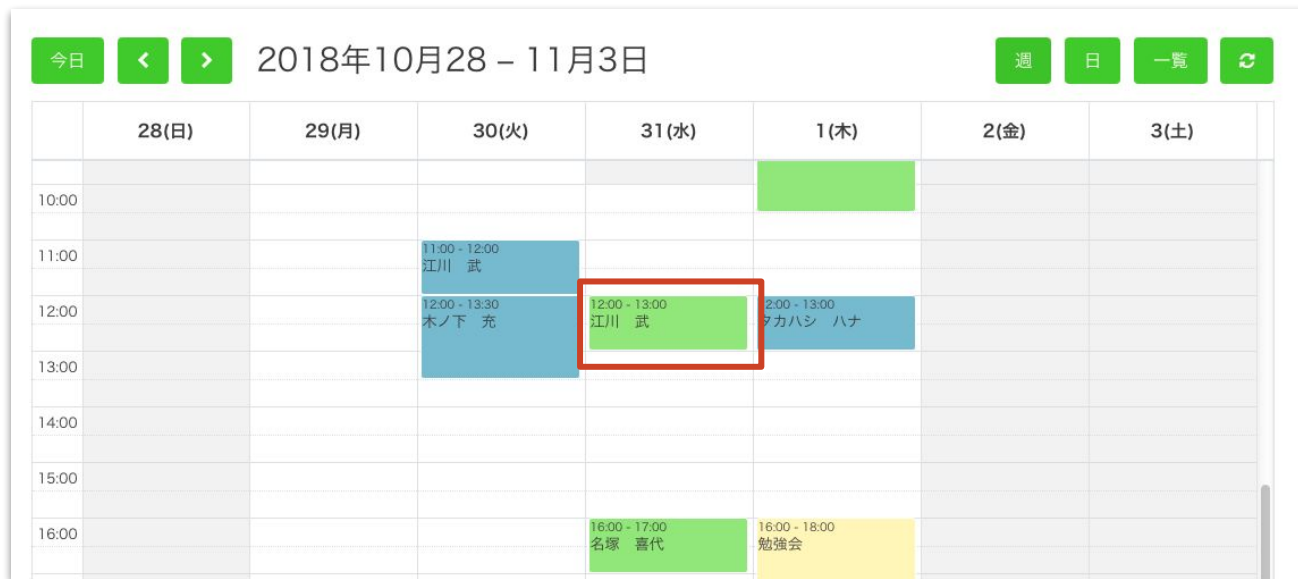 今日
2018年10月28 – 11月3日
週
日
一覧
28(日)
29(月)
30(火)
31(水)
1(木)
2(金)
3(土)
10:00
11:00
11:00 - 12:00
江川 武
12:00
12:00 - 13:30
木ノ下 充
12:00 - 13:00
江川 武
2:00 - 13:00
タカハシ ハナ
13:00
14:00
15:00
16:00
16:00 - 17:00
名塚 喜代
16:00 - 18:00
勉強会